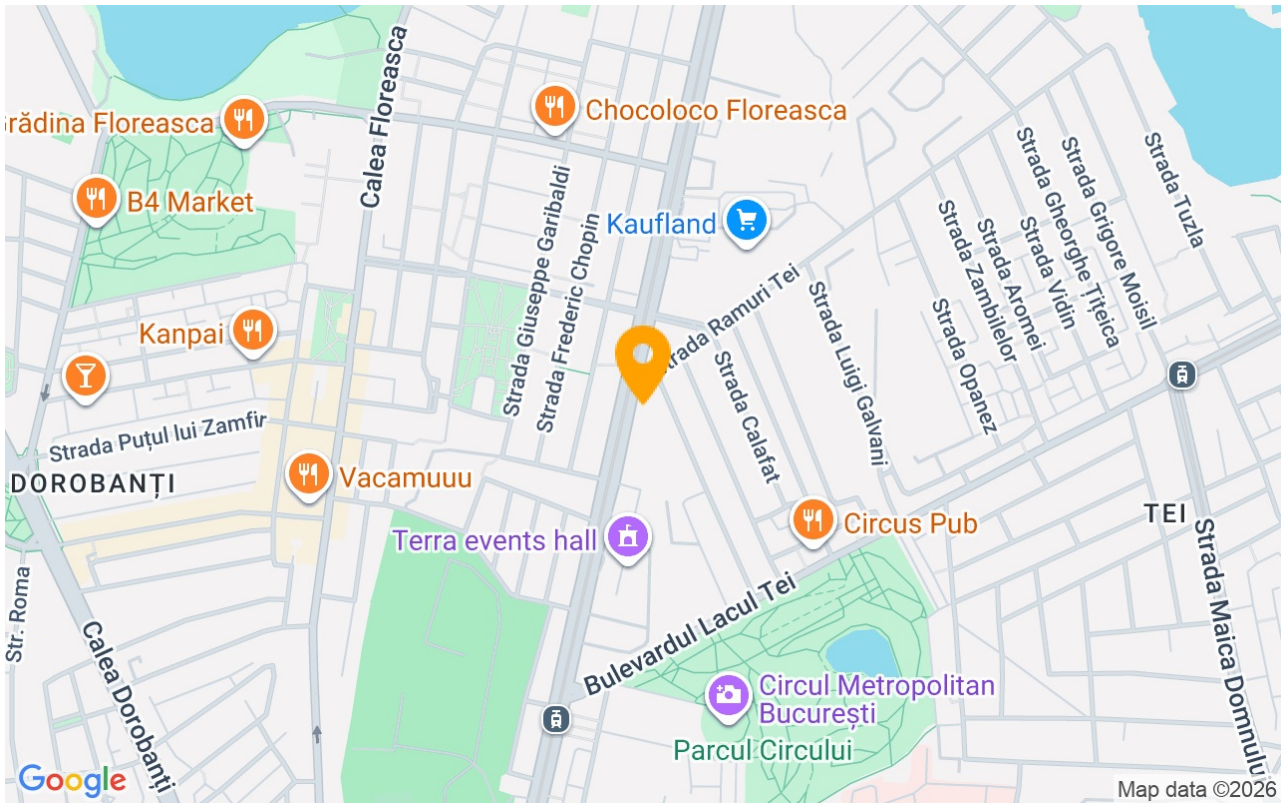 Calea Floreasca
Chocoloco Floreasca
rădina Floreasca
B4 Market
Kaufland
Strada Giuseppe Garibaldi
Strada Frederic Chopin
Strada Tuzla
Strada Grigore Moisil
Strada Gheorghe Țițeica
Strada Vidin
Strada Aromei
Strada Zambilelor
Strada Opanez
Strada Luigi Galvani
trada Ramuri Tei
Strada Calafat
Kanpai
Strada Puțul lui Zamfir
DOROBANȚI
Vacamuuu
Terra events hall
Circus Pub
TEI
Strada Maica Domnului
Bulevardul Lacul Tei
Str. Roma
Calea Dorobanți
Circul Metropolitan
București
Parcul Circului
Google
Map data ©2026